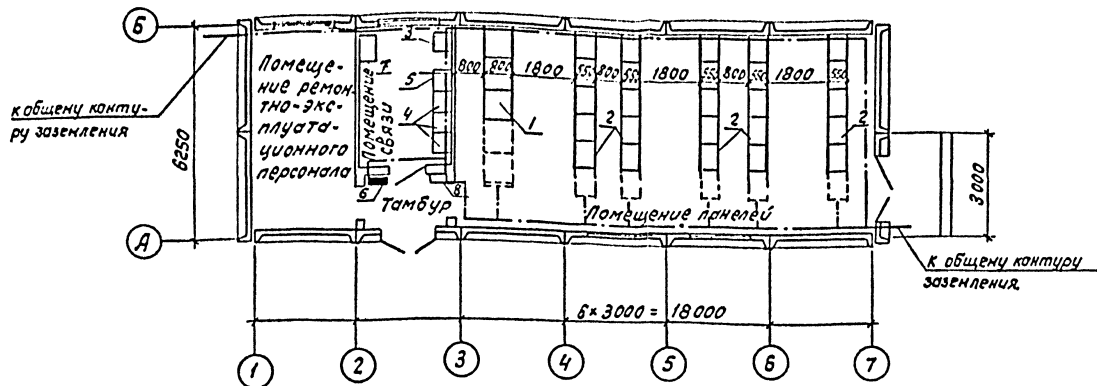 Б
3
Помеще-
ние ремон-
тно-экс-
плуата-
ционного
персонала
7
Помещение
связи
5
4
800
800
1800
550
800
550
1800
550
800
550
1800
550
к общему конту-
ру заземления
6250
1
2
2
2
3000
6
Тамбур
8
Помещение панелей
А
К общему контуру
заземления
6×3000 = 18000
1
2
3
4
5
6
7